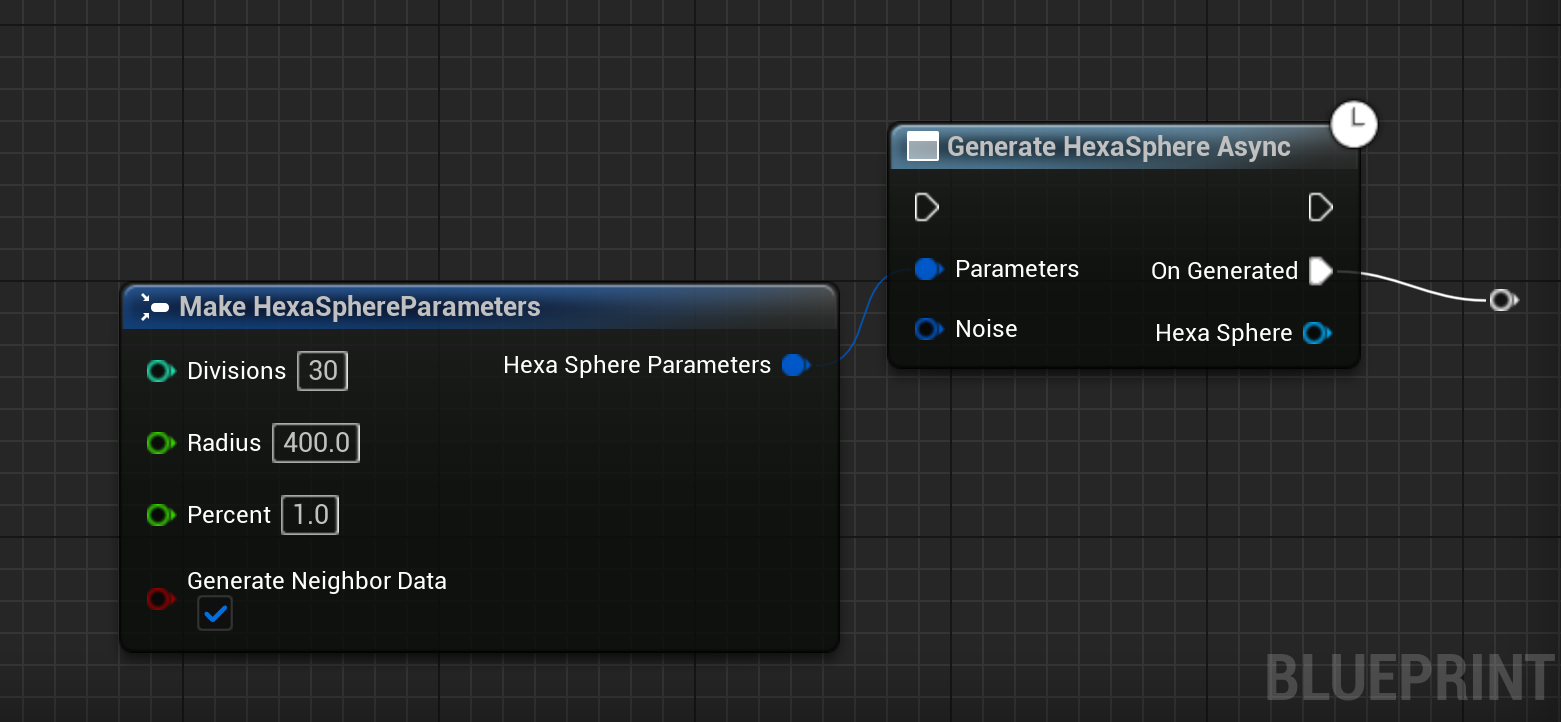 Generate HexaSphere Async
Parameters
On Generated
Noise
Hexa Sphere
Make HexaSphereParameters
Divisions 30
Hexa Sphere Parameters
Radius 400.0
Percent 1.0
Generate Neighbor Data
BLUEPRINT